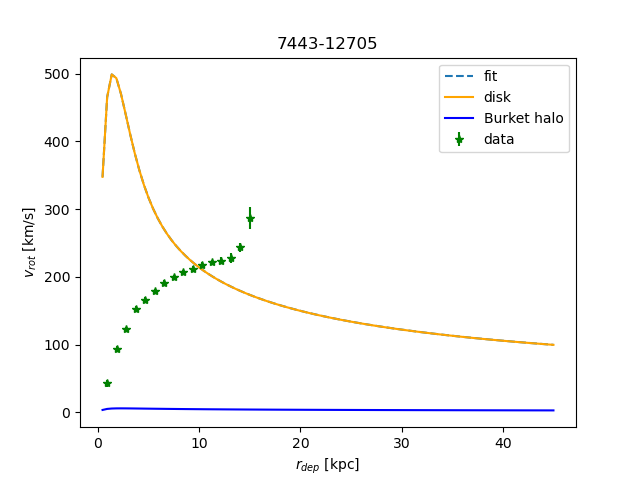 7443-12705
500
400
300
200
100
0
v_rot [km/s]
fit
disk
Burket halo
data
0
10
20
30
40
r_dep [kpc]